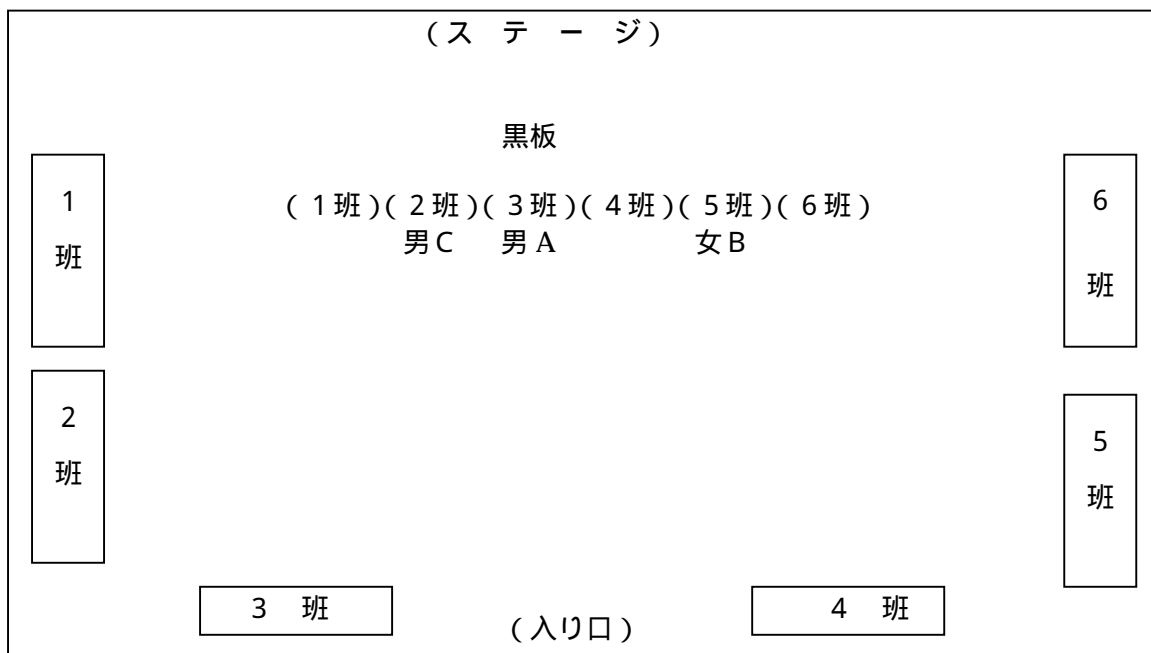 (ス テ ー ジ)
黒板
(1班)(2班)(3班)(4班)(5班)(6班)
男C 男A 女B
1
班
2
班
6
班
5
班
3 班
(入り口)
4 班